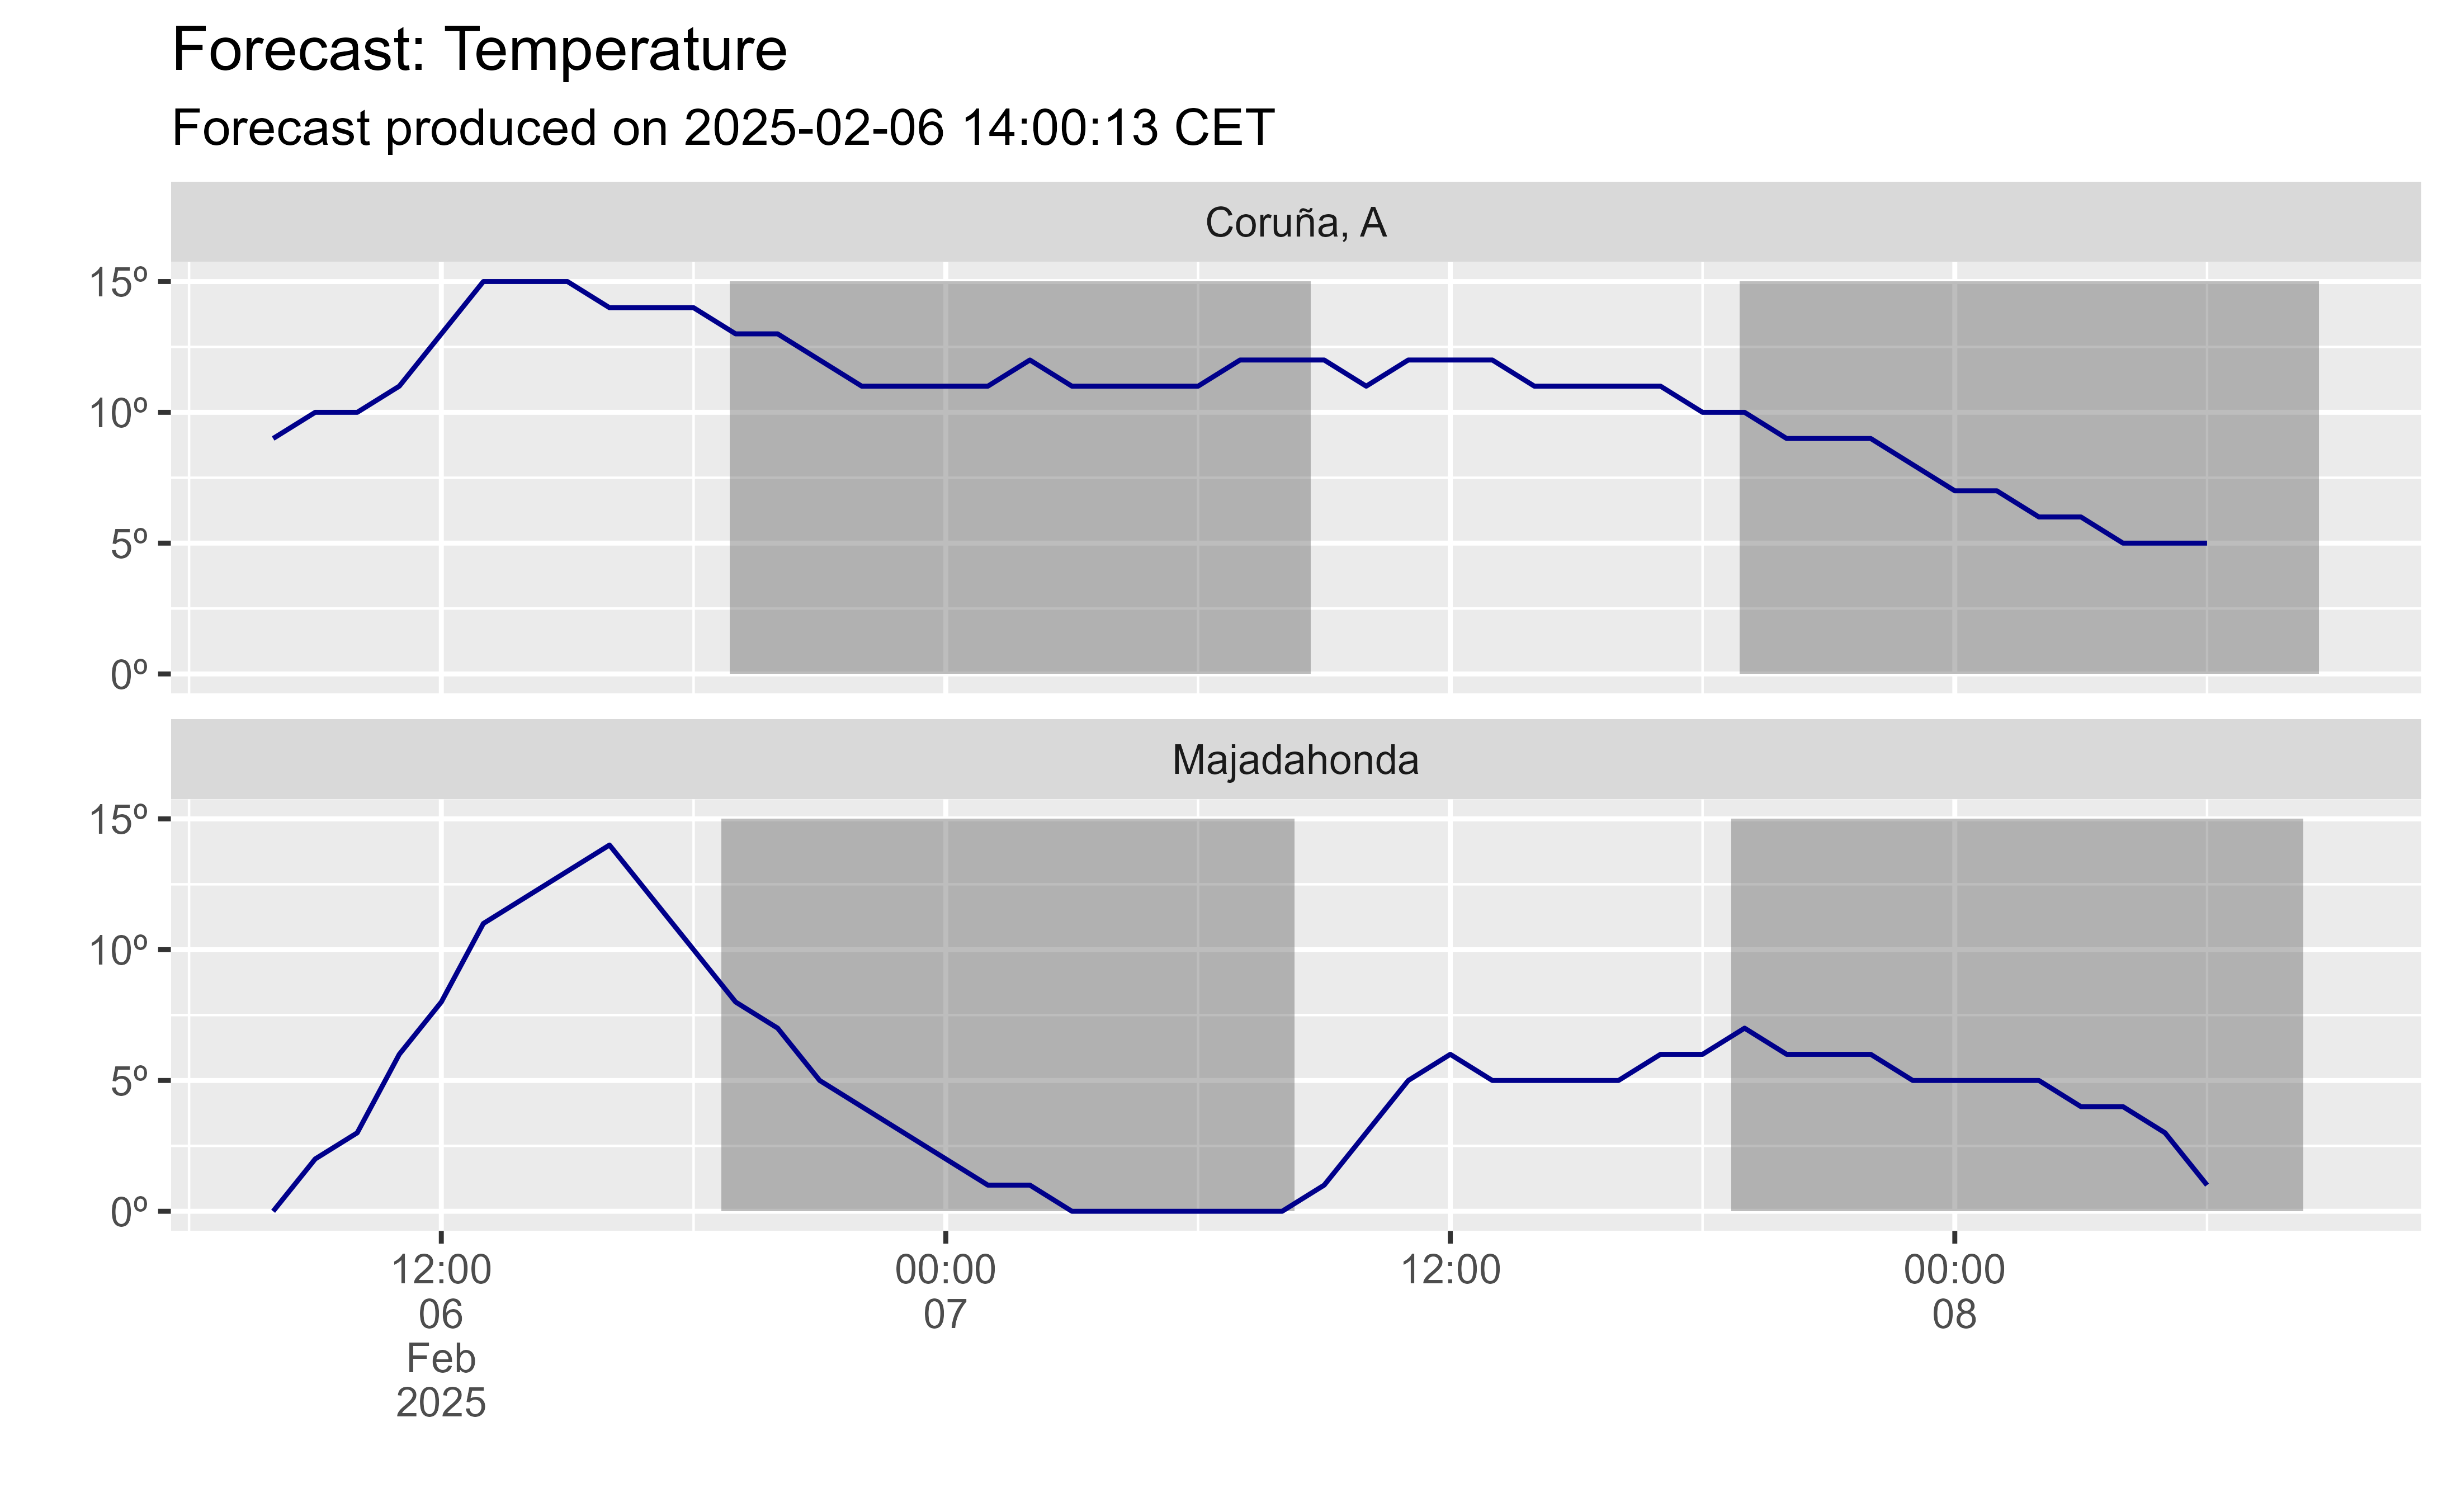 Forecast: Temperature
Forecast produced on 2025-02-06 14:00:13 CET
Coruña, A
15º
10º
5º
0º
Majadahonda
15º
10º
5º
0º
12:00 00:00 12:00 00:00
06 07 08
Feb
2025